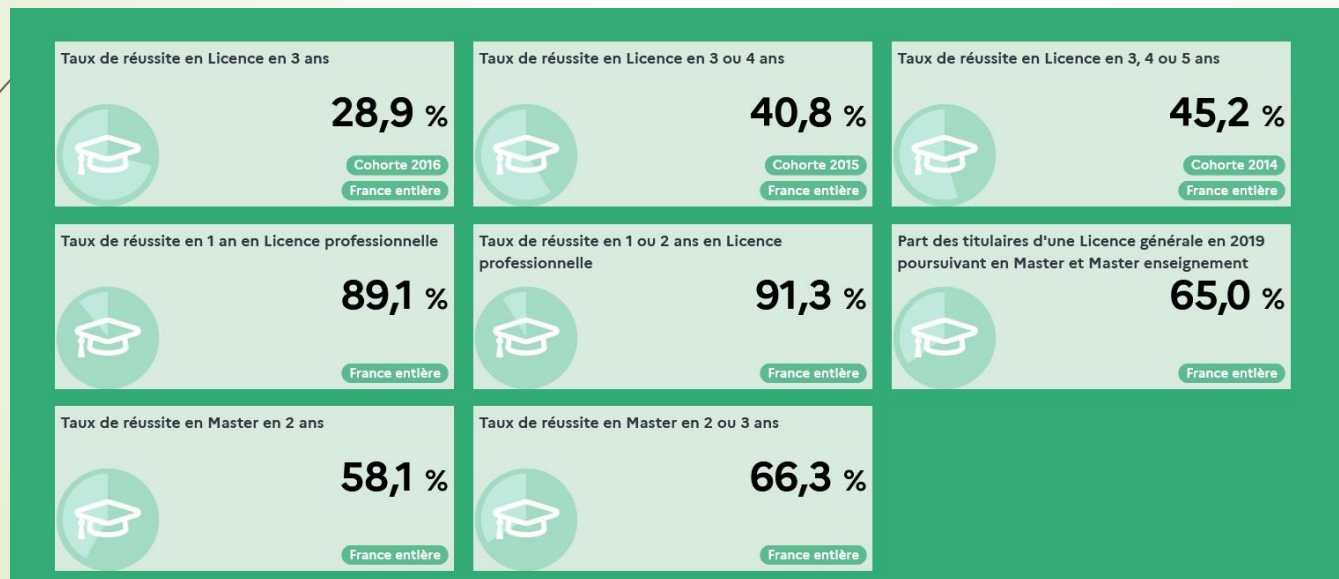 Taux de réussite en Licence en 3 ans
28,9 %
Cohorte 2016
France entière
Taux de réussite en Licence en 3 ou 4 ans
40,8 %
Cohorte 2015
France entière
Taux de réussite en Licence en 3, 4 ou 5 ans
45,2 %
Cohorte 2014
France entière
Taux de réussite en 1 an en Licence professionnelle
89,1 %
France entière
Taux de réussite en 1 ou 2 ans en Licence
professionnelle
91,3 %
France entière
Part des titulaires d'une Licence générale en 2019
poursuivant en Master et Master enseignement
65,0 %
France entière
Taux de réussite en Master en 2 ans
58,1 %
France entière
Taux de réussite en Master en 2 ou 3 ans
66,3 %
France entière